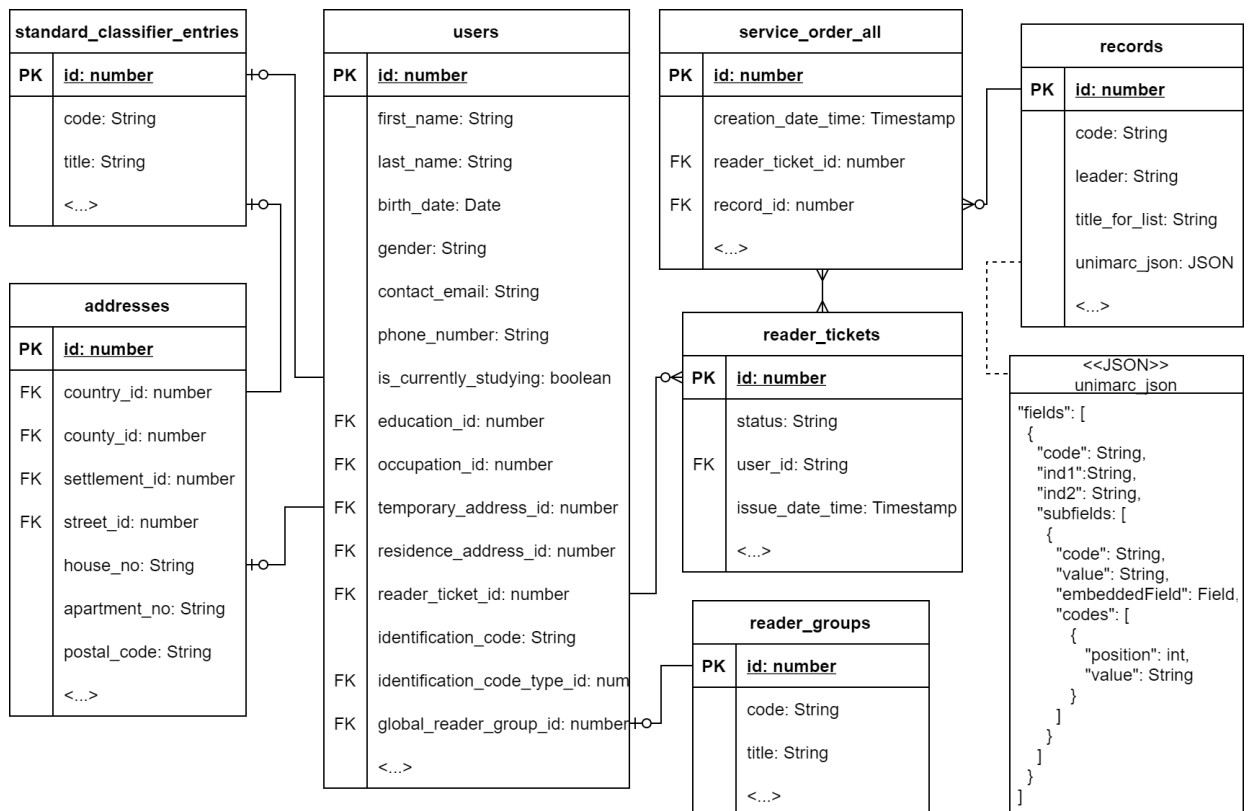 standard_classifier_entries
PK id: number
code: String
title: String
<...>
addresses
PK id: number
FK country_id: number
FK county_id: number
FK settlement_id: number
FK street_id: number
house_no: String
apartment_no: String
postal_code: String
<...>
users
PK id: number
first_name: String
last_name: String
birth_date: Date
gender: String
contact_email: String
phone_number: String
is_currently_studying: boolean
FK education_id: number
FK occupation_id: number
FK temporary_address_id: number
FK residence_address_id: number
FK reader_ticket_id: number
identification_code: String
FK identification_code_type_id: num
FK global_reader_group_id: number
<...>
service_order_all
PK id: number
creation_date_time: Timestamp
FK reader_ticket_id: number
FK record_id: number
<...>
reader_tickets
PK id: number
status: String
FK user_id: String
issue_date_time: Timestamp
<...>
reader_groups
PK id: number
code: String
title: String
<...>
records
PK id: number
code: String
leader: String
title_for_list: String
unimarc_json: JSON
<...>
<<JSON>>
unimarc_json
"fields": [
{
"code": String,
"ind1":String,
"ind2": String,
"subfields: [
{
"code": String,
"value": String,
"embeddedField": Field,
"codes": [
{
"position": int,
"value": String
}
]
}
]
}
]